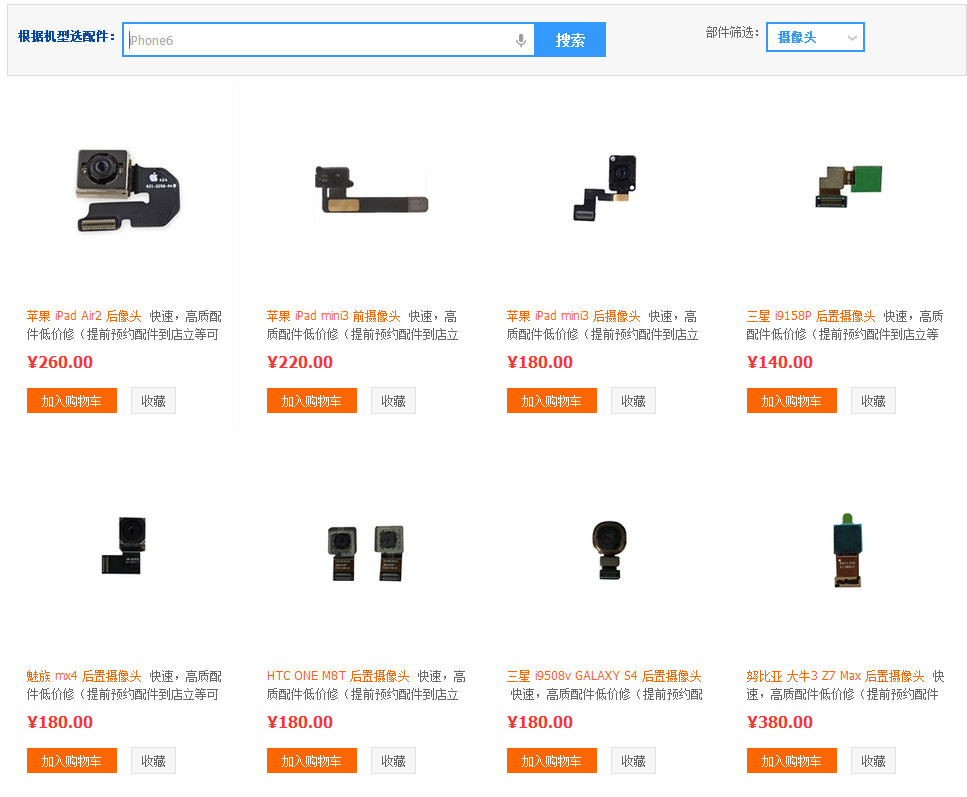 根据机型选配件： iPhone6 搜索 部件筛选： 摄像头
苹果 iPad Air2 后像头 快速，高质配
件低价修（提前预约配件到店立等可
¥260.00
加入购物车 收藏
苹果 iPad mini3 前摄像头 快速，高
质配件低价修（提前预约配件到店立
¥220.00
加入购物车 收藏
苹果 iPad mini3 后摄像头 快速，高
质配件低价修（提前预约配件到店立
¥180.00
加入购物车 收藏
三星 i9158P 后置摄像头 快速，高质
配件低价修（提前预约配件到店立等
¥140.00
加入购物车 收藏
魅族 mx4 后置摄像头 快速，高质配
件低价修（提前预约配件到店立等可
¥180.00
加入购物车 收藏
HTC ONE M8T 后置摄像头 快速，高
质配件低价修（提前预约配件到店立
¥180.00
加入购物车 收藏
三星 i9508v GALAXY S4 后置摄像头
快速，高质配件低价修（提前预约配
¥180.00
加入购物车 收藏
努比亚 大牛3 Z7 Max 后置摄像头 快
速，高质配件低价修（提前预约配件
¥380.00
加入购物车 收藏